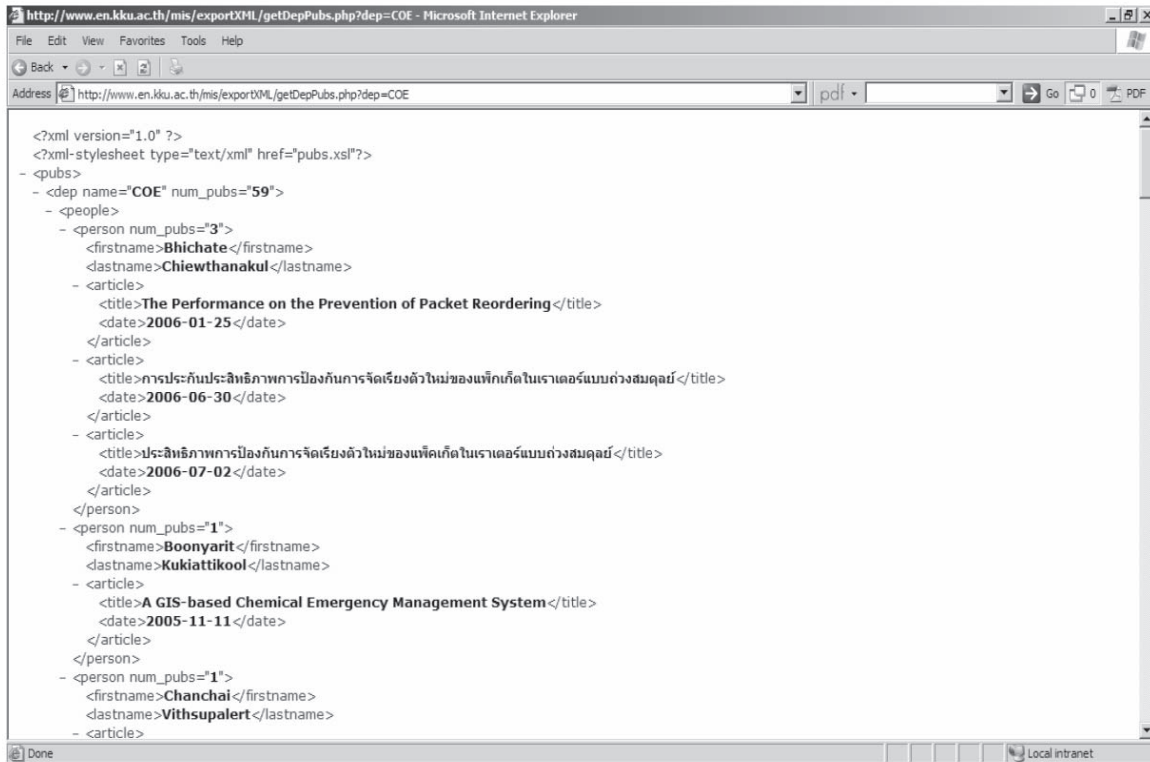 http://www.en.kku.ac.th/mis/exportXML/getDepPubs.php?dep=COE - Microsoft Internet Explorer
File Edit View Favorites Tools Help
Back
Address http://www.en.kku.ac.th/mis/exportXML/getDepPubs.php?dep=COE pdf Go 0 PDF
<?xml version="1.0" ?>
<?xml-stylesheet type="text/xml" href="pubs.xsl"?>
- <pubs>
- <dep name="COE" num_pubs="59">
- <people>
- <person num_pubs="3">
<firstname>Bhichate</firstname>
<lastname>Chiewthanakul</lastname>
- <article>
<title>The Performance on the Prevention of Packet Reordering</title>
<date>2006-01-25</date>
</article>
- <article>
<title>การประกันประสิทธิภาพการป้องกันการจัดเรียงตัวใหม่ของแพ็กเก็ตในเราเตอร์แบบถ่วงสมดุลย์</title>
<date>2006-06-30</date>
</article>
- <article>
<title>ประสิทธิภาพการป้องกันการจัดเรียงตัวใหม่ของแพ็คเก็ตในเราเตอร์แบบถ่วงสมดุลย์</title>
<date>2006-07-02</date>
</article>
</person>
- <person num_pubs="1">
<firstname>Boonyarit</firstname>
<lastname>Kukiattikool</lastname>
- <article>
<title>A GIS-based Chemical Emergency Management System</title>
<date>2005-11-11</date>
</article>
</person>
- <person num_pubs="1">
<firstname>Chanchai</firstname>
<lastname>Vithsupalert</lastname>
- <article>
Done Local intranet